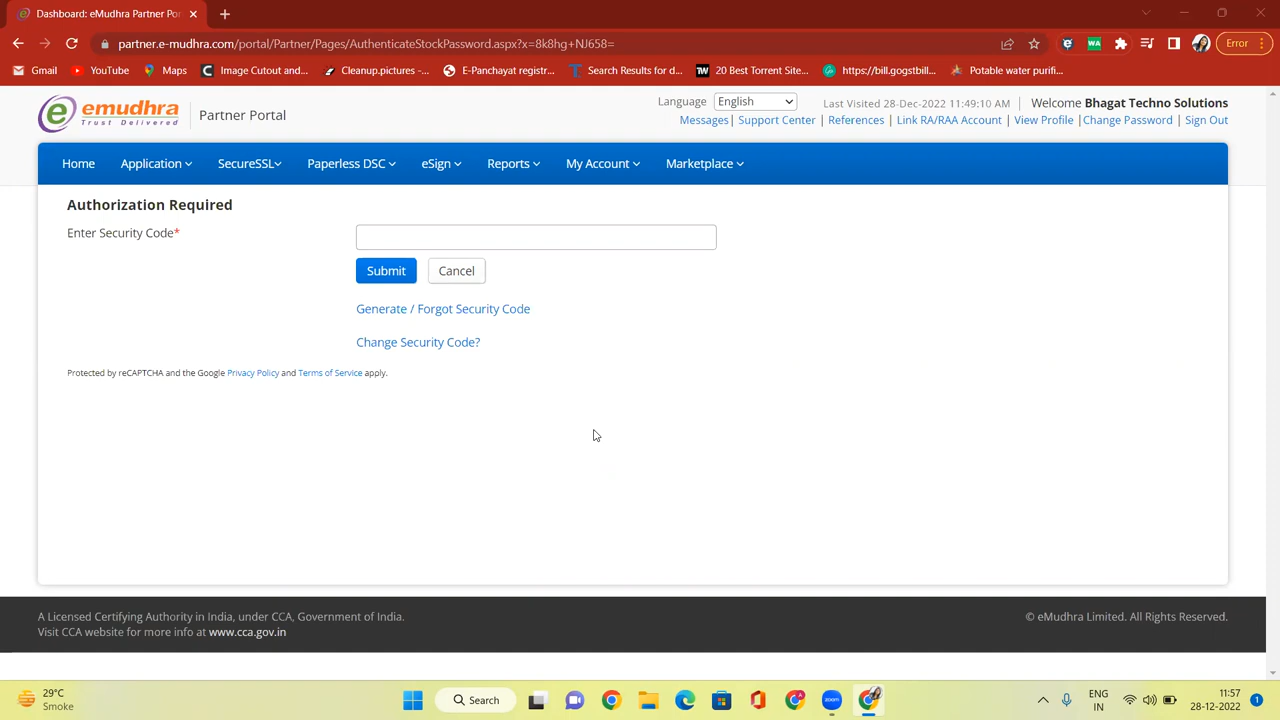 Dashboard: eMudhra Partner Por
partner.e-mudhra.com/portal/Partner/Pages/AuthenticateStockPassword.aspx?x=8k8hg+NJ658=
WA
Error
Gmail
YouTube
Maps
Image Cutout and...
Cleanup.pictures -...
E-Panchayat registr...
Search Results for d...
20 Best Torrent Site...
https://bill.gogstbill...
Potable water purifi...
emudhra
Trust Delivered
Partner Portal
Language English
Last Visited 28-Dec-2022 11:49:10 AM
Welcome Bhagat Techno Solutions
Messages| Support Center | References | Link RA/RAA Account | View Profile |Change Password | Sign Out
Home Application SecureSSL Paperless DSC eSign Reports My Account Marketplace
Authorization Required
Enter Security Code*
Submit Cancel
Generate / Forgot Security Code
Change Security Code?
Protected by reCAPTCHA and the Google Privacy Policy and Terms of Service apply.
A Licensed Certifying Authority in India, under CCA, Government of India.
Visit CCA website for more info at www.cca.gov.in
© eMudhra Limited. All Rights Reserved.
29°C
Smoke
Search
zoom
ENG
IN
11:57
28-12-2022
1